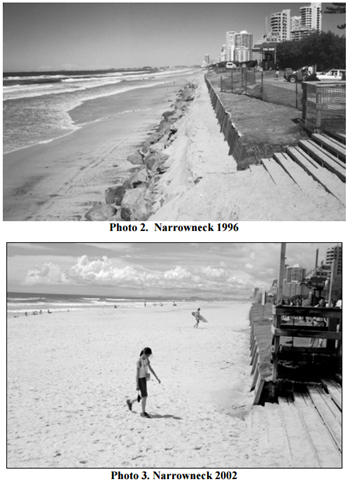 Photo 2. Narrowneck 1996
Photo 3. Narrowneck 2002